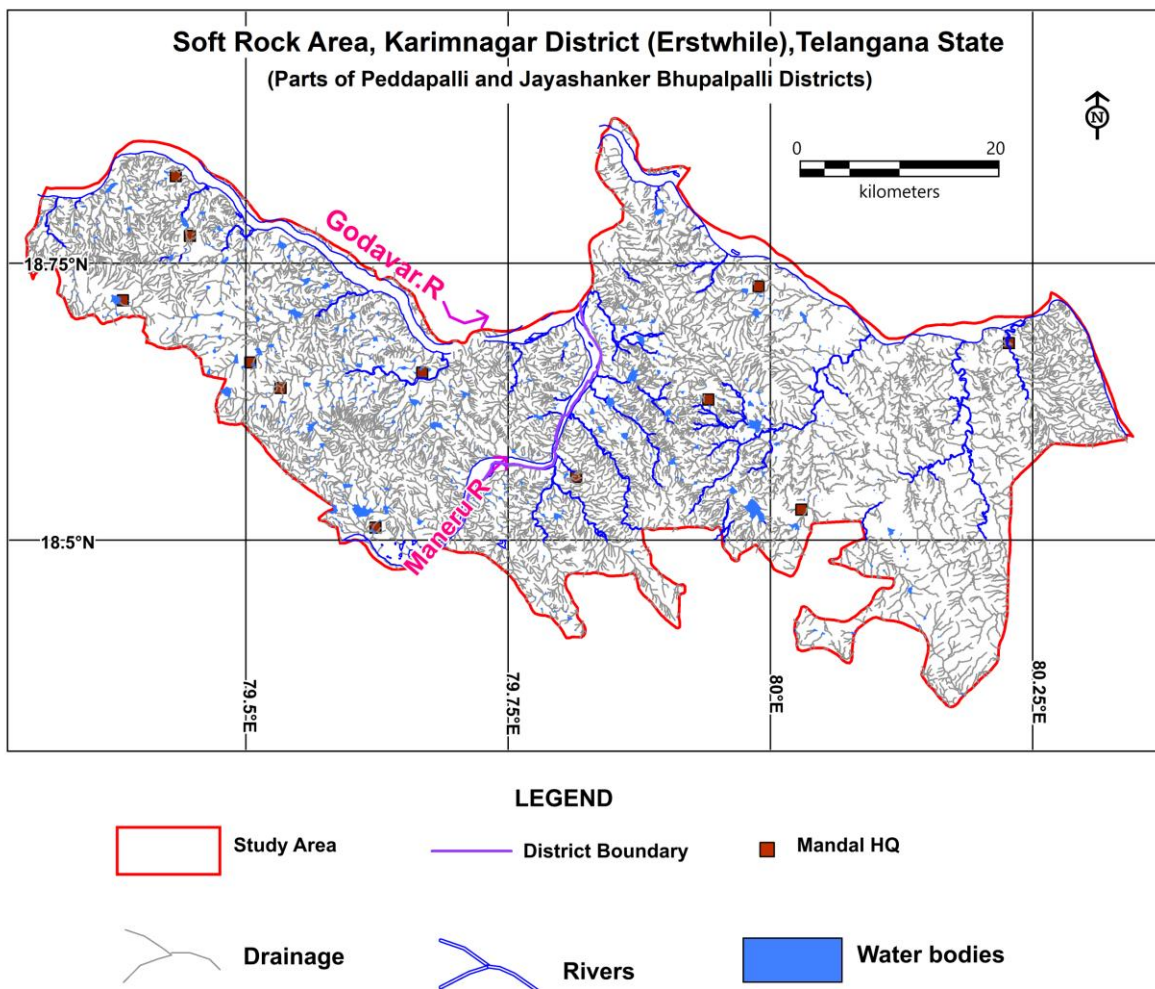 Soft Rock Area, Karimnagar District (Erstwhile),Telangana State
(Parts of Peddapalli and Jayashanker Bhupalpalli Districts)
N
0 20
kilometers
Godavar.R
18.75°N
Maneru R
18:5°N
79.5°E
79.75°E
80°E
80.25°E
LEGEND
Study Area
District Boundary
Mandal HQ
Drainage
Rivers
Water bodies